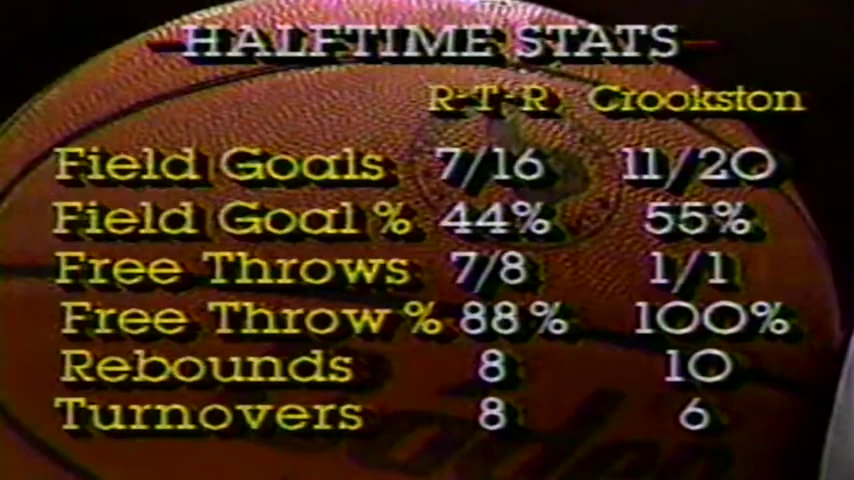 HALFTIME STATS
R-T-R Crookston
Field Goals 7/16 11/20
Field Goal % 44% 55%
Free Throws 7/8 1/1
Free Throw % 88% 100%
Rebounds 8 10
Turnovers 8 6